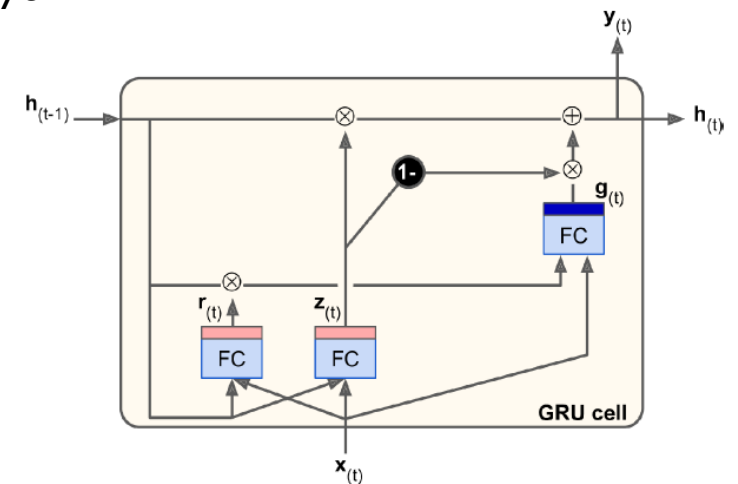 y(t)
h(t-1)
h(t)
1-
g(t)
FC
r(t)
z(t)
FC
FC
GRU cell
x(t)